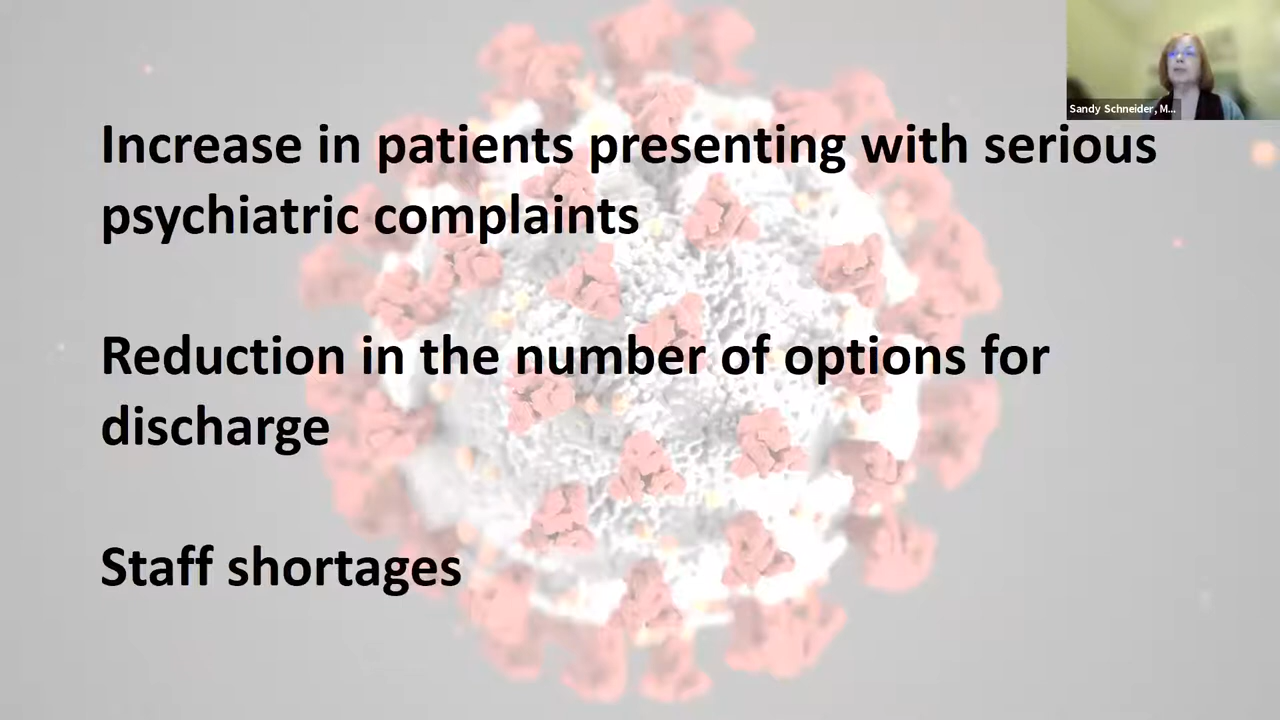 Sandy Schneider, M...
Increase in patients presenting with serious
psychiatric complaints
Reduction in the number of options for
discharge
Staff shortages